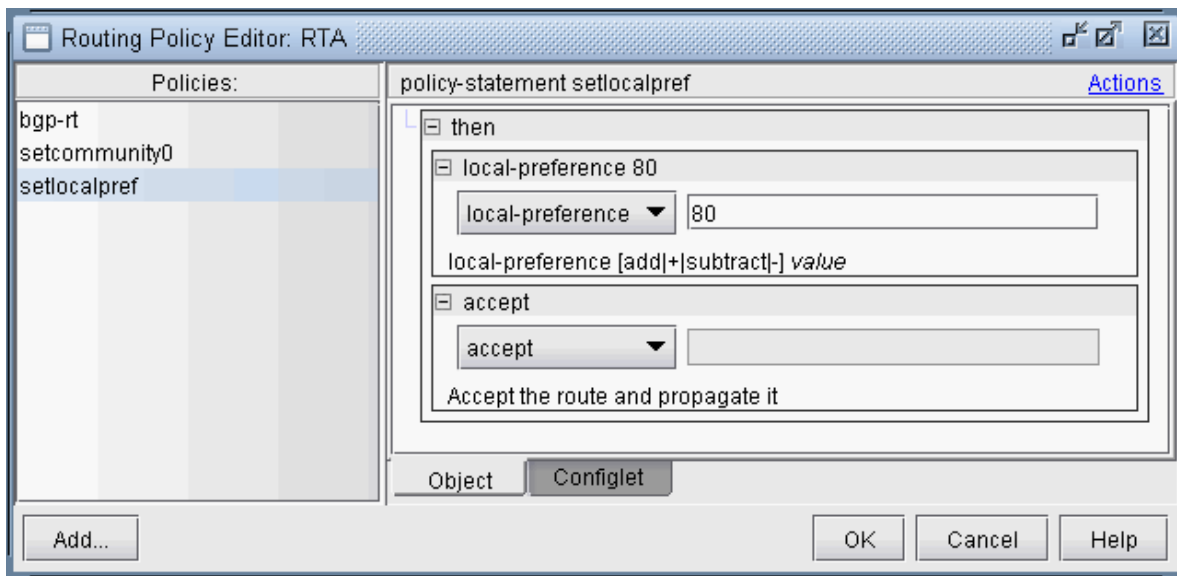 Routing Policy Editor: RTA
Policies:
bgp-rt
setcommunity0
setlocalpref
policy-statement setlocalpref
Actions
then
local-preference 80
local-preference
80
local-preference [add|+|subtract|-] value
accept
accept
Accept the route and propagate it
Object
Configlet
Add...
OK
Cancel
Help